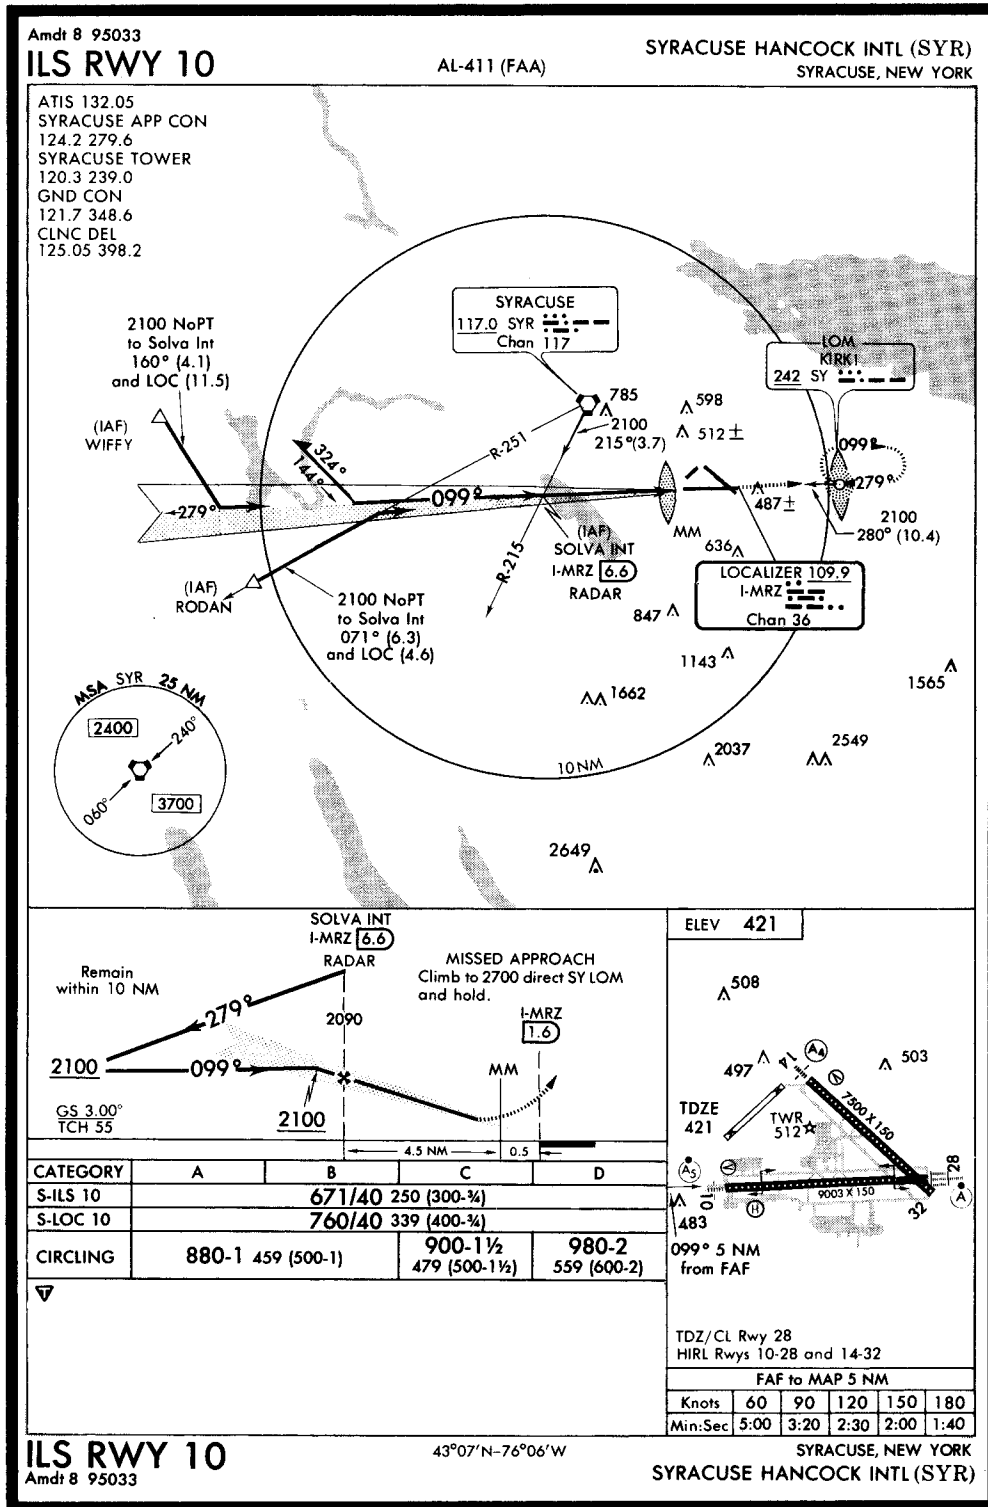 Amdt 8 95033
ILS RWY 10
AL-411 (FAA)
SYRACUSE HANCOCK INTL (SYR)
SYRACUSE, NEW YORK
ATIS 132.05
SYRACUSE APP CON
124.2 279.6
SYRACUSE TOWER
120.3 239.0
GND CON
121.7 348.6
CLNC DEL
125.05 398.2
2100 NoPT
to Solva Int
160° (4.1)
and LOC (11.5)
(IAF)
WIFFY
SYRACUSE
117.0 SYR
Chan 117
LOM
KIRKI
242 SY
785
598
512 ±
2100
215°(3.7)
R-251
324°
144°
099°
279°
099°
279°
487 ±
2100
280° (10.4)
MM
636
(IAF)
SOLVA INT
I-MRZ 6.6
RADAR
R-215
(IAF)
RODAN
2100 NoPT
to Solva Int
071° (6.3)
and LOC (4.6)
LOCALIZER 109.9
I-MRZ
Chan 36
847
1143
1565
1662
2037
2549
10 NM
2649
MSA SYR 25 NM
2400
240°
060°
3700
SOLVA INT
I-MRZ 6.6
RADAR
Remain
within 10 NM
MISSED APPROACH
Climb to 2700 direct SY LOM
and hold.
I-MRZ
1.6
279°
2090
2100
099°
MM
2100
GS 3.00°
TCH 55
4.5 NM
0.5
CATEGORY A B C D
S-ILS 10 671/40 250 (300-¾)
S-LOC 10 760/40 339 (400-¾)
CIRCLING 880-1 459 (500-1) 900-1½ 479 (500-1½) 980-2 559 (600-2)
T
ELEV 421
508
497
503
14
A4
V
7500 X 150
TDZE
421
TWR
512
A5
V
28
A
10
9003 X 150
32
H
483
099° 5 NM
from FAF
TDZ/CL Rwy 28
HIRL Rwys 10-28 and 14-32
FAF to MAP 5 NM
Knots 60 90 120 150 180
Min:Sec 5:00 3:20 2:30 2:00 1:40
ILS RWY 10
Amdt 8 95033
43°07'N-76°06'W
SYRACUSE, NEW YORK
SYRACUSE HANCOCK INTL (SYR)